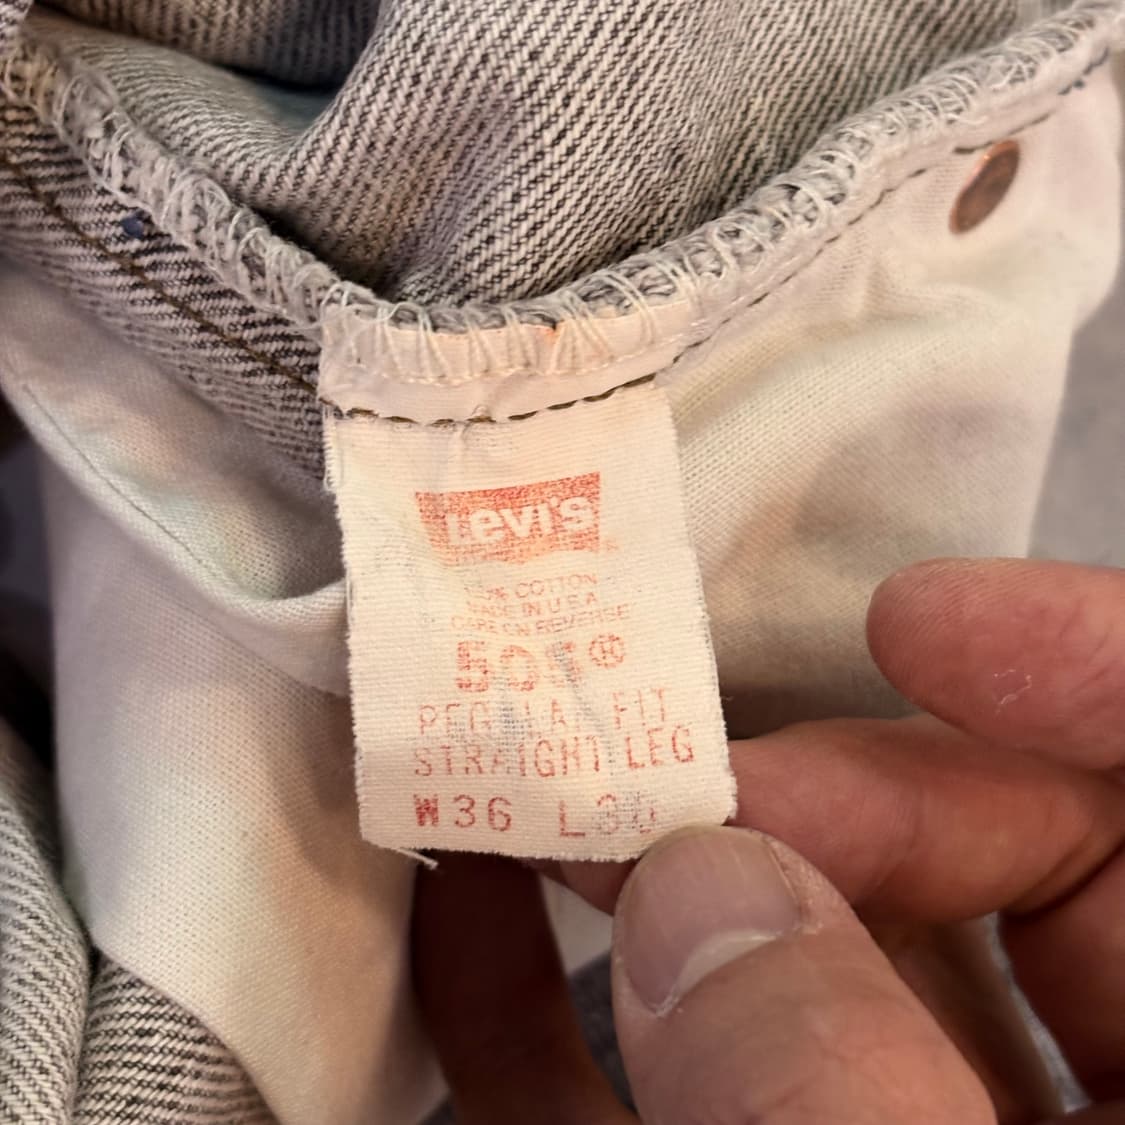 Levi's
100% COTTON
MADE IN U.S.A.
CARE ON REVERSE
505®
REGULAR FIT
STRAIGHT LEG
W36 L